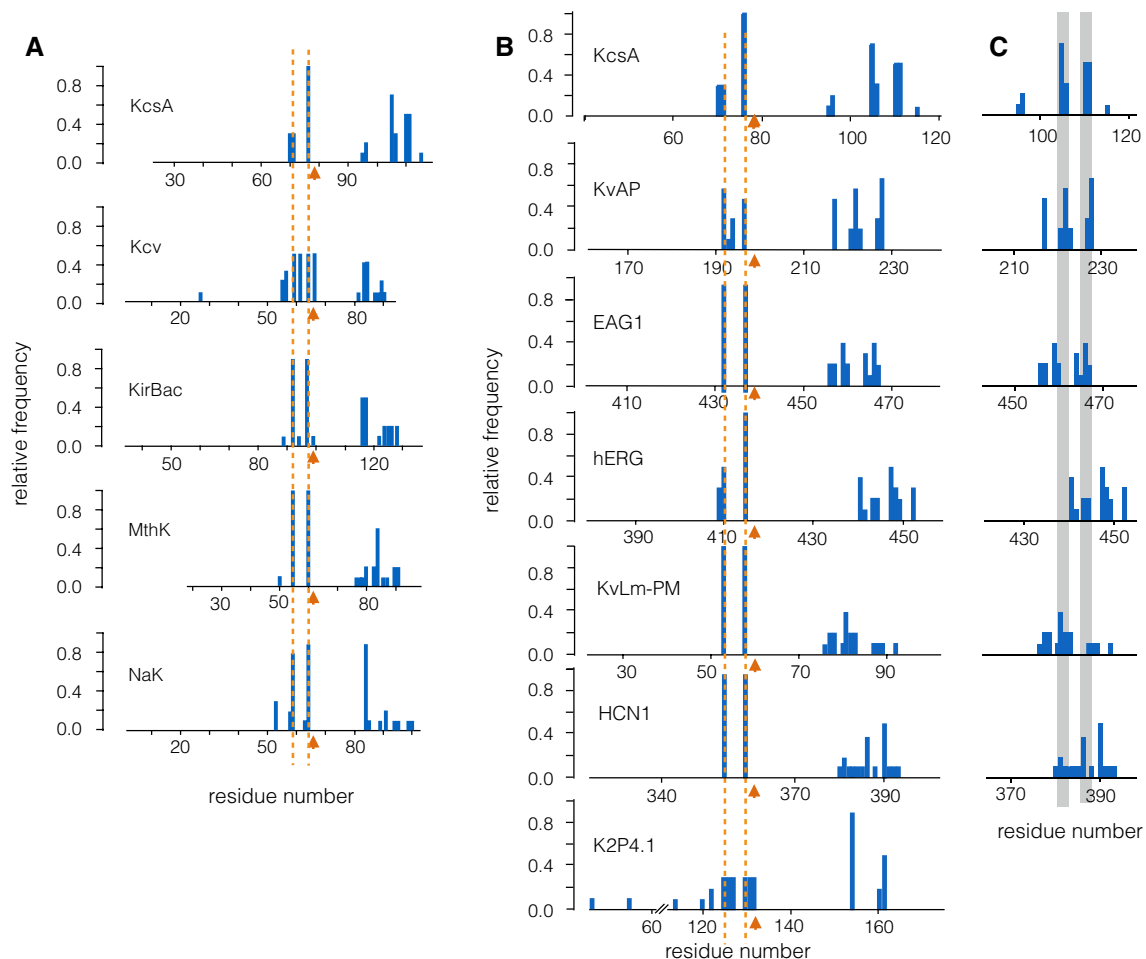 A
relative frequency
KcsA
0.8
0.4
0.0
30 60 90
Kcv
0.8
0.4
0.0
20 50 80
KirBac
0.8
0.4
0.0
50 80 120
MthK
0.8
0.4
0.0
30 50 80
NaK
0.8
0.4
0.0
20 50 80
residue number
B
relative frequency
KcsA
0.8
0.4
0.0
60 80 100 120
KvAP
0.8
0.4
0.0
170 190 210 230
EAG1
0.8
0.4
0.0
410 430 450 470
hERG
0.8
0.4
0.0
390 410 430 450
KvLm-PM
0.8
0.4
0.0
30 50 70 90
HCN1
0.8
0.4
0.0
340 370 390
K2P4.1
0.8
0.4
0.0
60 120 140 160
residue number
C
100 120
210 230
450 470
430 450
370 390
residue number